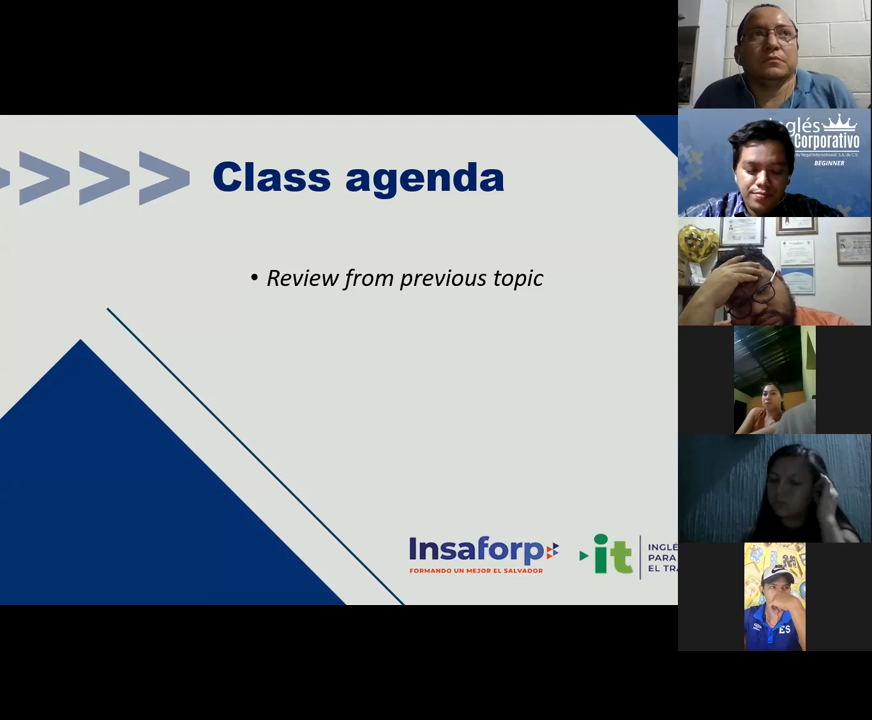 Class agenda
• Review from previous topic
Insaforp
FORMANDO UN MEJOR EL SALVADOR
it
INGLÉ
PARA
EL TRA
Inglés
Corporativo
BEGINNER
ES